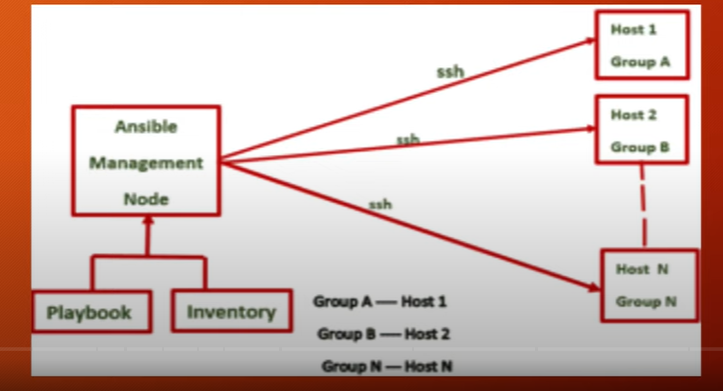 Host 1
Group A
ssh
Host 2
Group B
Ansible
Management
Node
ssh
ssh
Host N
Group N
Playbook
Inventory
Group A — Host 1
Group B — Host 2
Group N — Host N